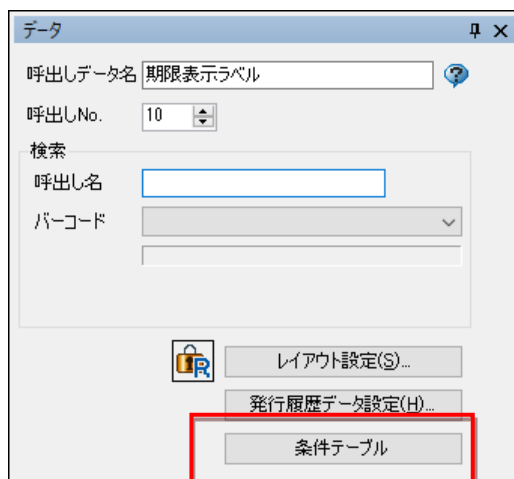 データ
呼出しデータ名 期限表示ラベル
呼出しNo. 10
検索
呼出し名
バーコード
レイアウト設定(S)...
発行履歴データ設定(H)...
条件テーブル